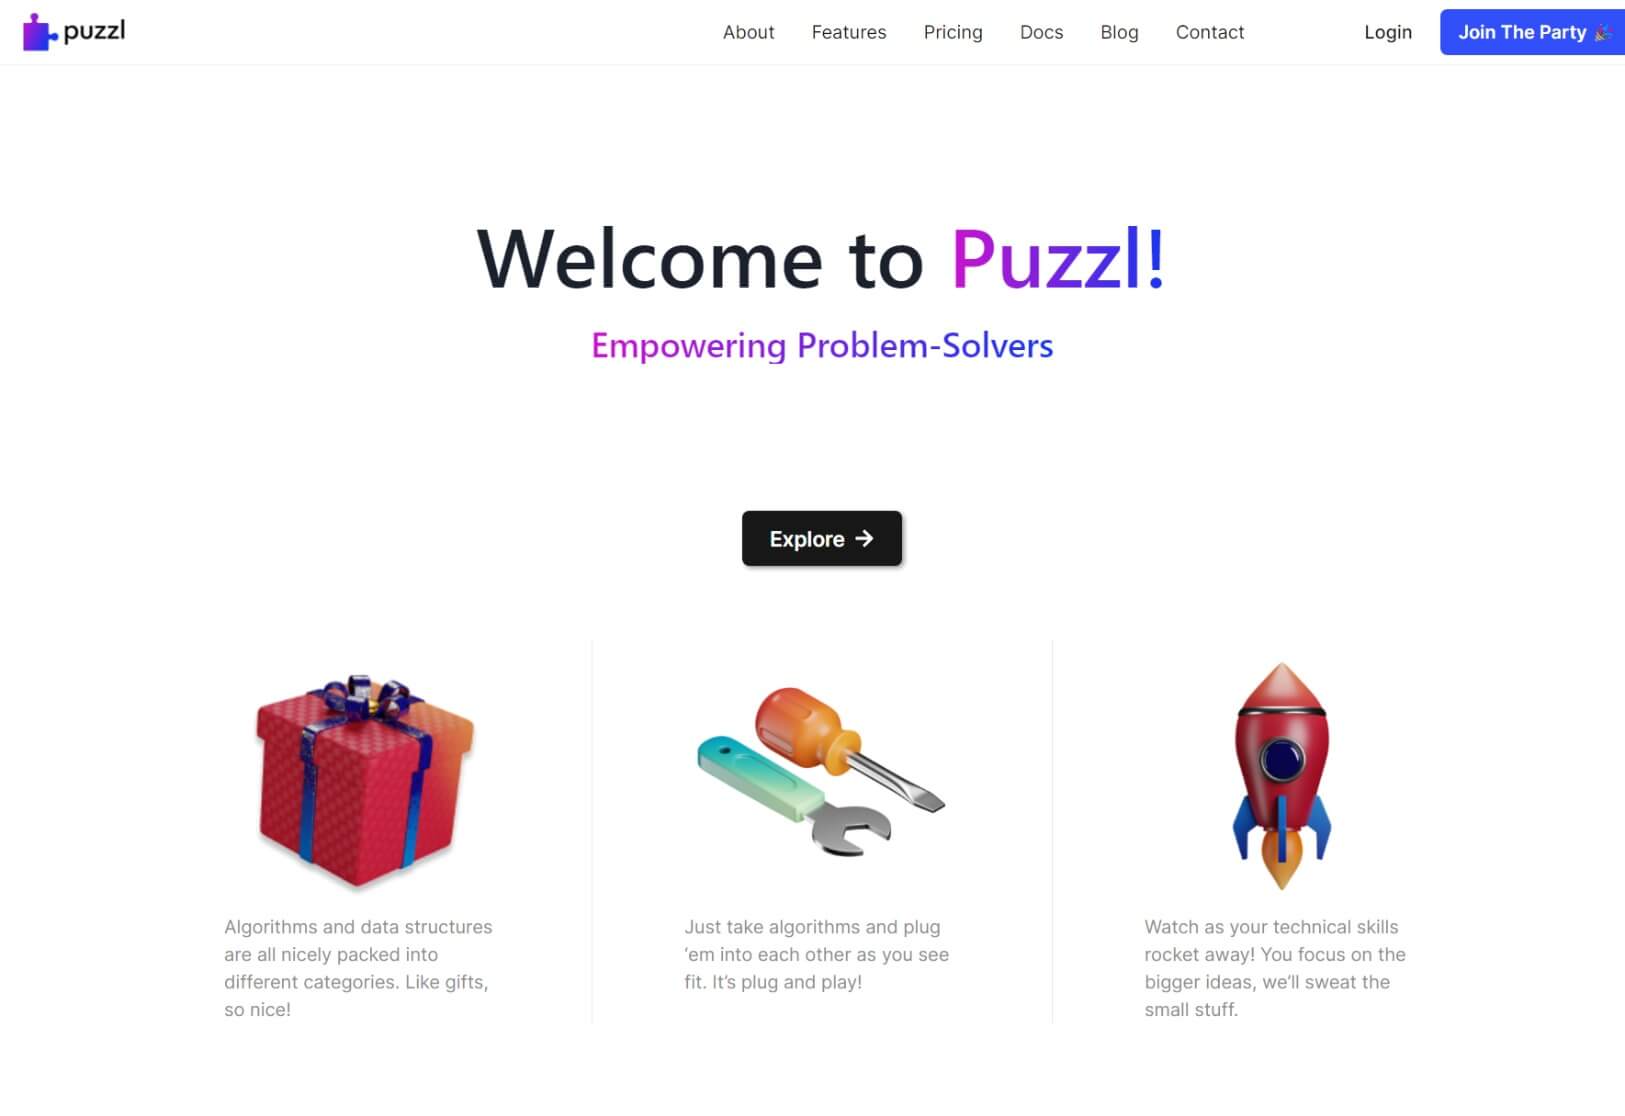 puzzl
About Features Pricing Docs Blog Contact Login Join The Party 🎉
Welcome to Puzzl!
Empowering Problem-Solvers
Explore →
Algorithms and data structures
are all nicely packed into
different categories. Like gifts,
so nice!
Just take algorithms and plug
‘em into each other as you see
fit. It’s plug and play!
Watch as your technical skills
rocket away! You focus on the
bigger ideas, we’ll sweat the
small stuff.